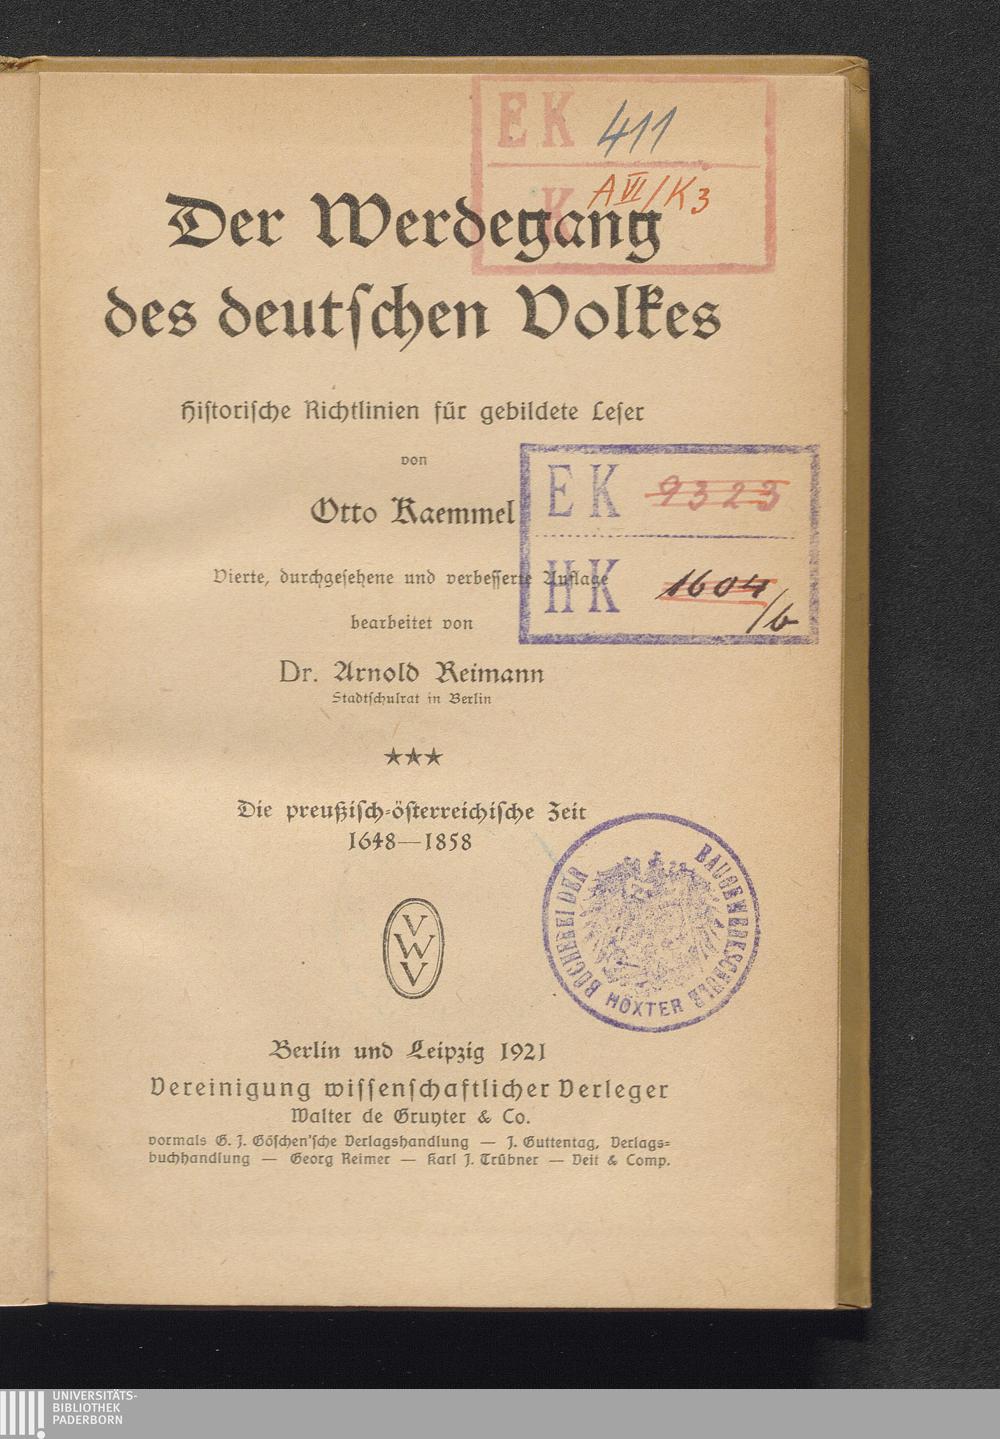 EK 411
K AVI/K3
Der Werdegang
des deutſchen Volkes
Hiſtoriſche Richtlinien für gebildete Leſer
von
Otto Kaemmel
EK 9323
Vierte, durchgeſehene und verbeſſerte Auflage
HK 1604/b
bearbeitet von
Dr. Arnold Reimann
Stadtſchulrat in Berlin
★★★
Die preußiſch-öſterreichiſche Zeit
1648—1858
BÜCHEREI DER BAUGEWERKSCHULE
HÖXTER
VWV
Berlin und Leipzig 1921
Vereinigung wiſſenſchaftlicher Verleger
Walter de Gruyter & Co.
vormals G. J. Göſchen'ſche Verlagshandlung — J. Guttentag, Verlags-
buchhandlung — Georg Reimer — Karl J. Trübner — Veit & Comp.
UNIVERSITÄTS-
BIBLIOTHEK
PADERBORN